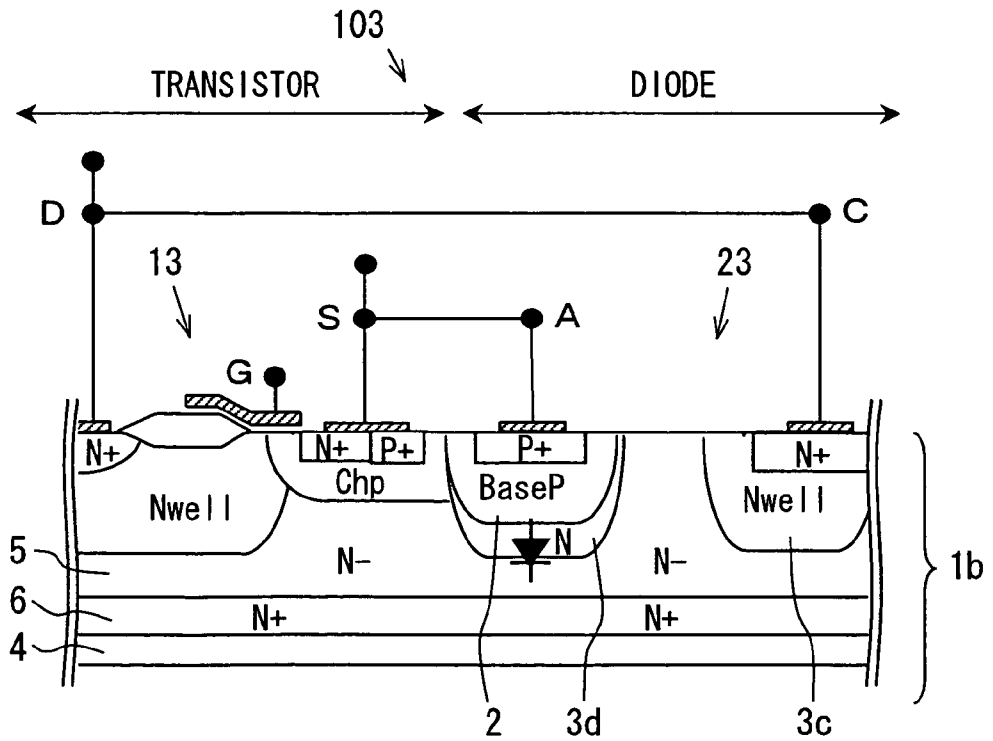 103
TRANSISTOR DIODE
D C
13 23
S A
G
N+ N+ P+ P+ N+
Chp BaseP
Nwell Nwell
N
5 N- N- 1b
6 N+ N+
4
2 3d 3c